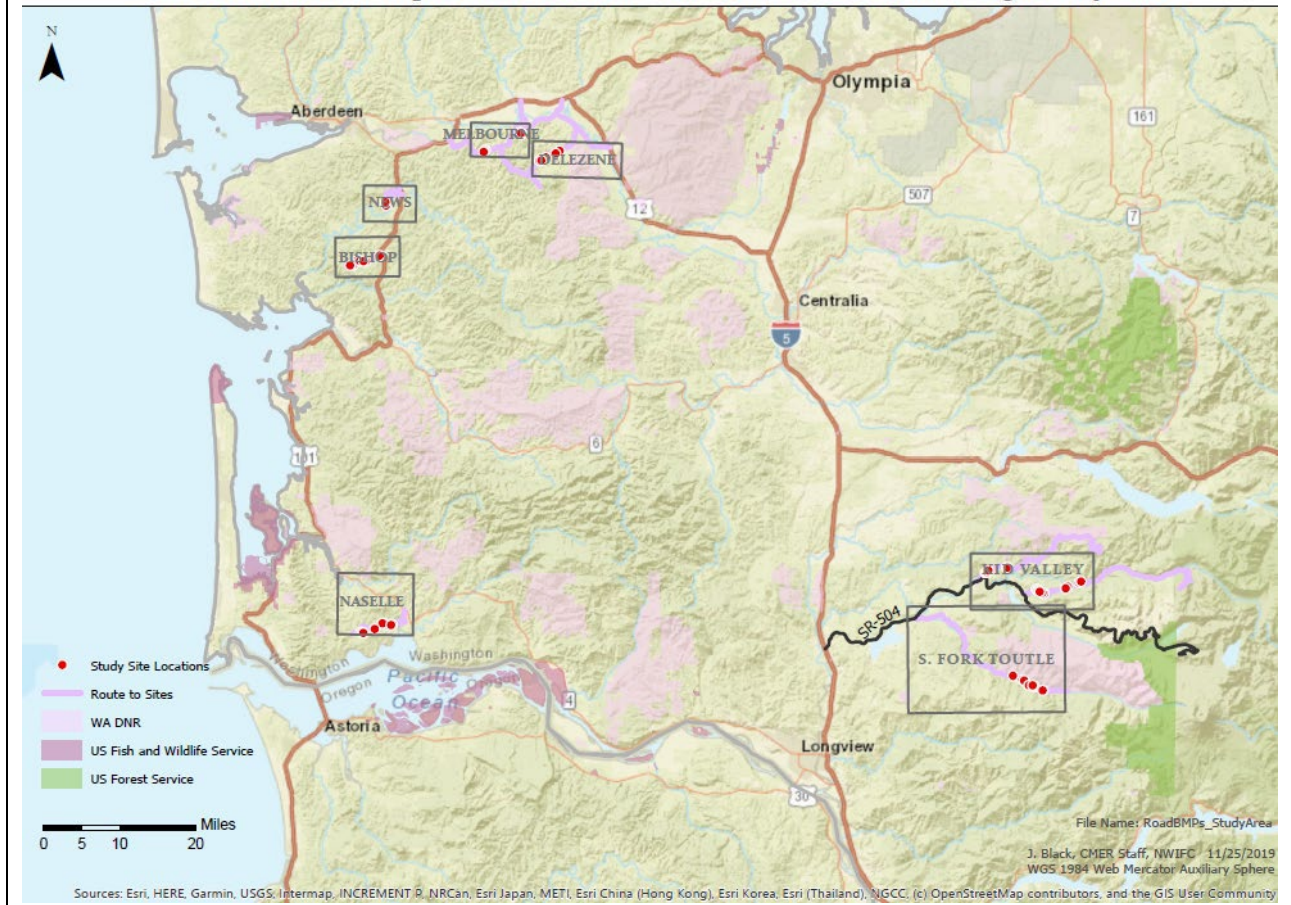 N
Aberdeen
Olympia
161
MELBOURNE
DELEZENE
NEWS
12
507
7
BISHOP
Centralia
5
6
101
VALLEY
NASELLE
SR-504
S. FORK TOUTLE
Washington
Oregon
Washington
Oregon
Pacific
Ocean
4
Astoria
Longview
30
Study Site Locations
Route to Sites
WA DNR
US Fish and Wildlife Service
US Forest Service
Miles
0 5 10 20
File Name: RoadBMPs_StudyArea
J. Black, CMER Staff, NWIFC 11/25/2019
WGS 1984 Web Mercator Auxiliary Sphere
Sources: Esri, HERE, Garmin, USGS, Intermap, INCREMENT P, NRCan, Esri Japan, METI, Esri China (Hong Kong), Esri Korea, Esri (Thailand), NGCC, (c) OpenStreetMap contributors, and the GIS User Community